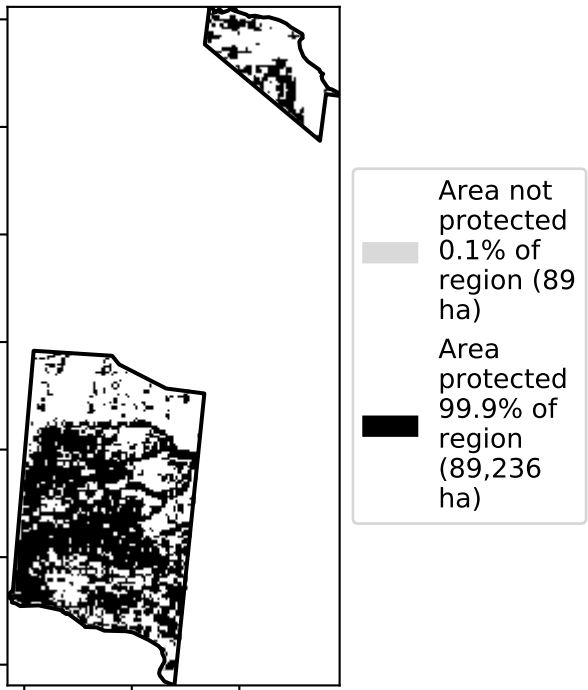 Area not
protected
0.1% of
region (89
ha)
Area
protected
99.9% of
region
(89,236
ha)